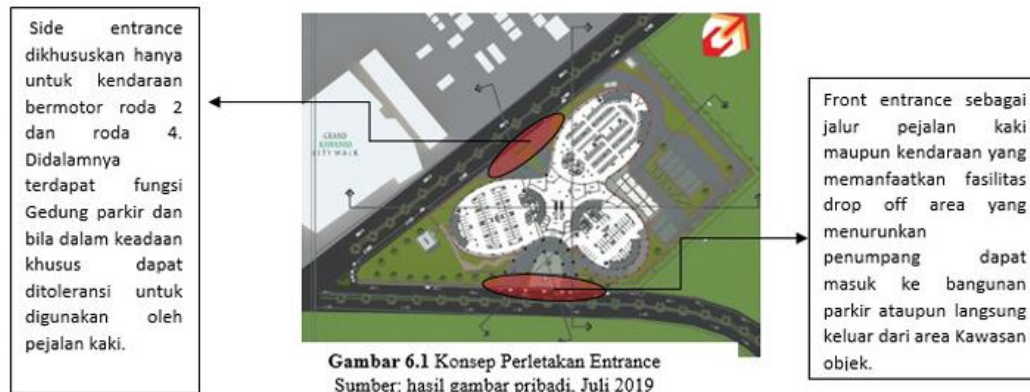 Side entrance
dikhususkan hanya
untuk kendaraan
bermotor roda 2
dan roda 4.
Didalamnya
terdapat fungsi
Gedung parkir dan
bila dalam keadaan
khusus dapat
ditoleransi untuk
digunakan oleh
pejalan kaki.
GRAND
KAWANUA
CITY WALK
Front entrance sebagai
jalur pejalan kaki
maupun kendaraan yang
memanfaatkan fasilitas
drop off area yang
menurunkan
penumpang dapat
masuk ke bangunan
parkir ataupun langsung
keluar dari area Kawasan
objek.
Gambar 6.1 Konsep Perletakan Entrance
Sumber: hasil gambar pribadi, Juli 2019